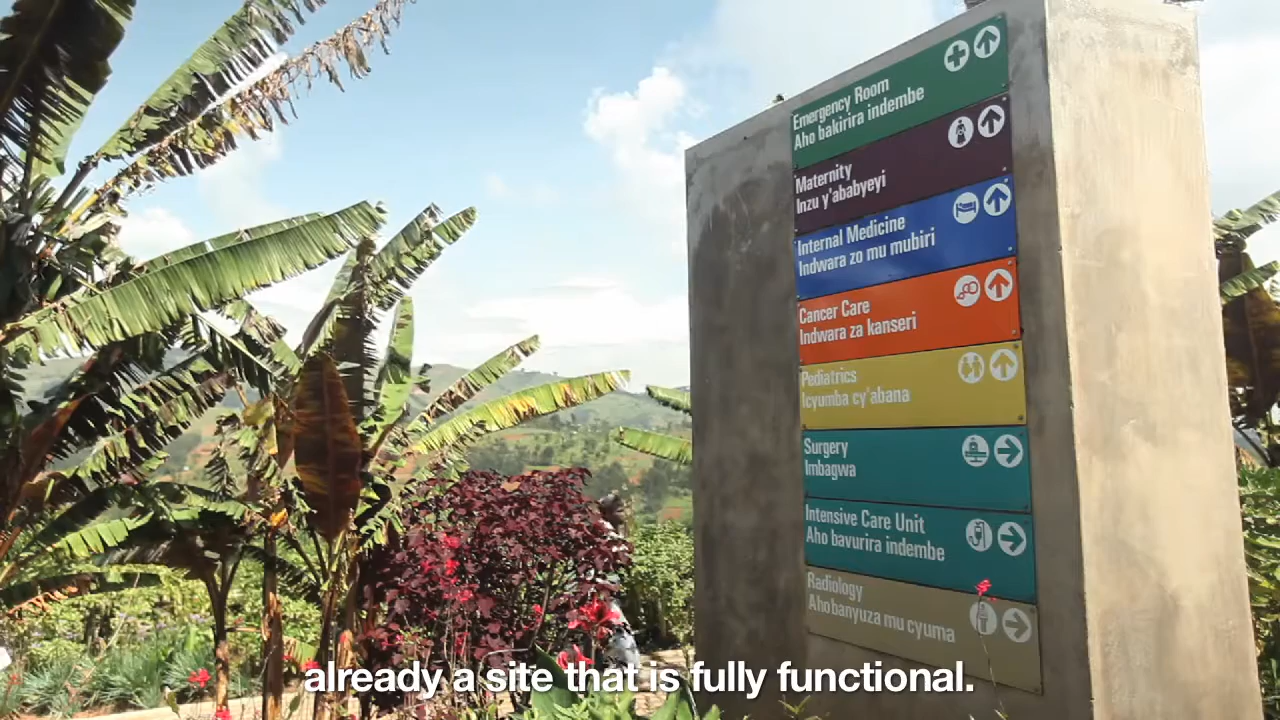 Emergency Room
Aho bakirira indembe
Maternity
Inzu y'ababyeyi
Internal Medicine
Indwara zo mu mubiri
Cancer Care
Indwara za kanseri
Pediatrics
Icyumba cy'abana
Surgery
Imbagwa
Intensive Care Unit
Aho bavurira indembe
Radiology
Aho banyuza mu cyuma
already a site that is fully functional.